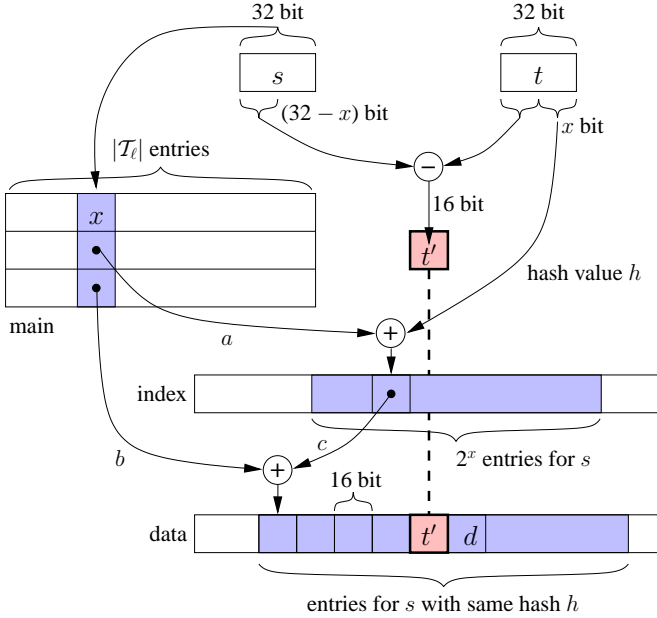 32 bit
32 bit
s
t
(32 − x) bit
x bit
|𝒯ℓ| entries
−
16 bit
x
t′
hash value h
main
a
+
index
b
c
2^x entries for s
+
16 bit
data
t′
d
entries for s with same hash h